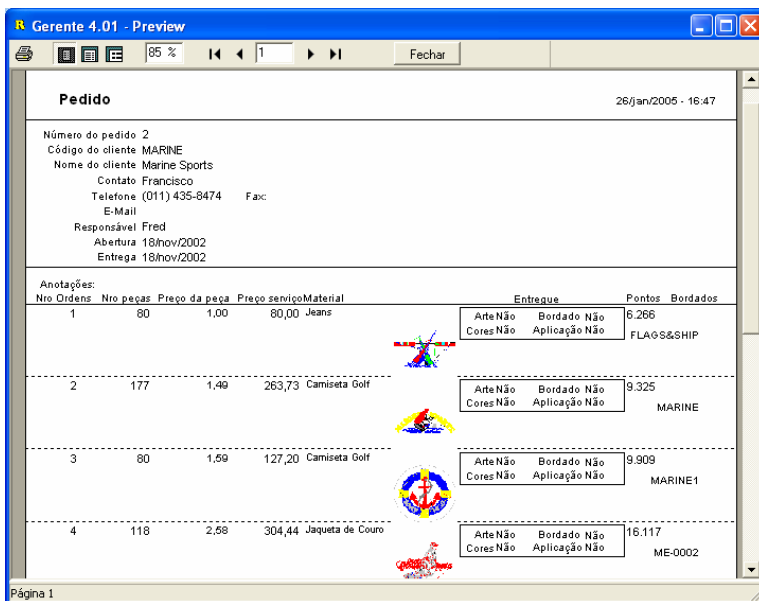 Gerente 4.01 - Preview
85 % 1 Fechar
Pedido 26/jan/2005 - 16:47
Número do pedido 2
Código do cliente MARINE
Nome do cliente Marine Sports
Contato Francisco
Telefone (011) 435-8474 Fax:
E-Mail
Responsável Fred
Abertura 18/nov/2002
Entrega 18/nov/2002
Anotações:
Nro Ordens Nro peças Preço da peça Preço serviço Material Entregue Pontos Bordados
1 80 1,00 80,00 Jeans Arte Não Bordado Não 6.266
Cores Não Aplicação Não FLAGS&SHIP
2 177 1,49 263,73 Camiseta Golf Arte Não Bordado Não 9.325
Cores Não Aplicação Não MARINE
3 80 1,59 127,20 Camiseta Golf Arte Não Bordado Não 9.909
Cores Não Aplicação Não MARINE1
4 118 2,58 304,44 Jaqueta de Couro Arte Não Bordado Não 16.117
Cores Não Aplicação Não ME-0002
Página 1